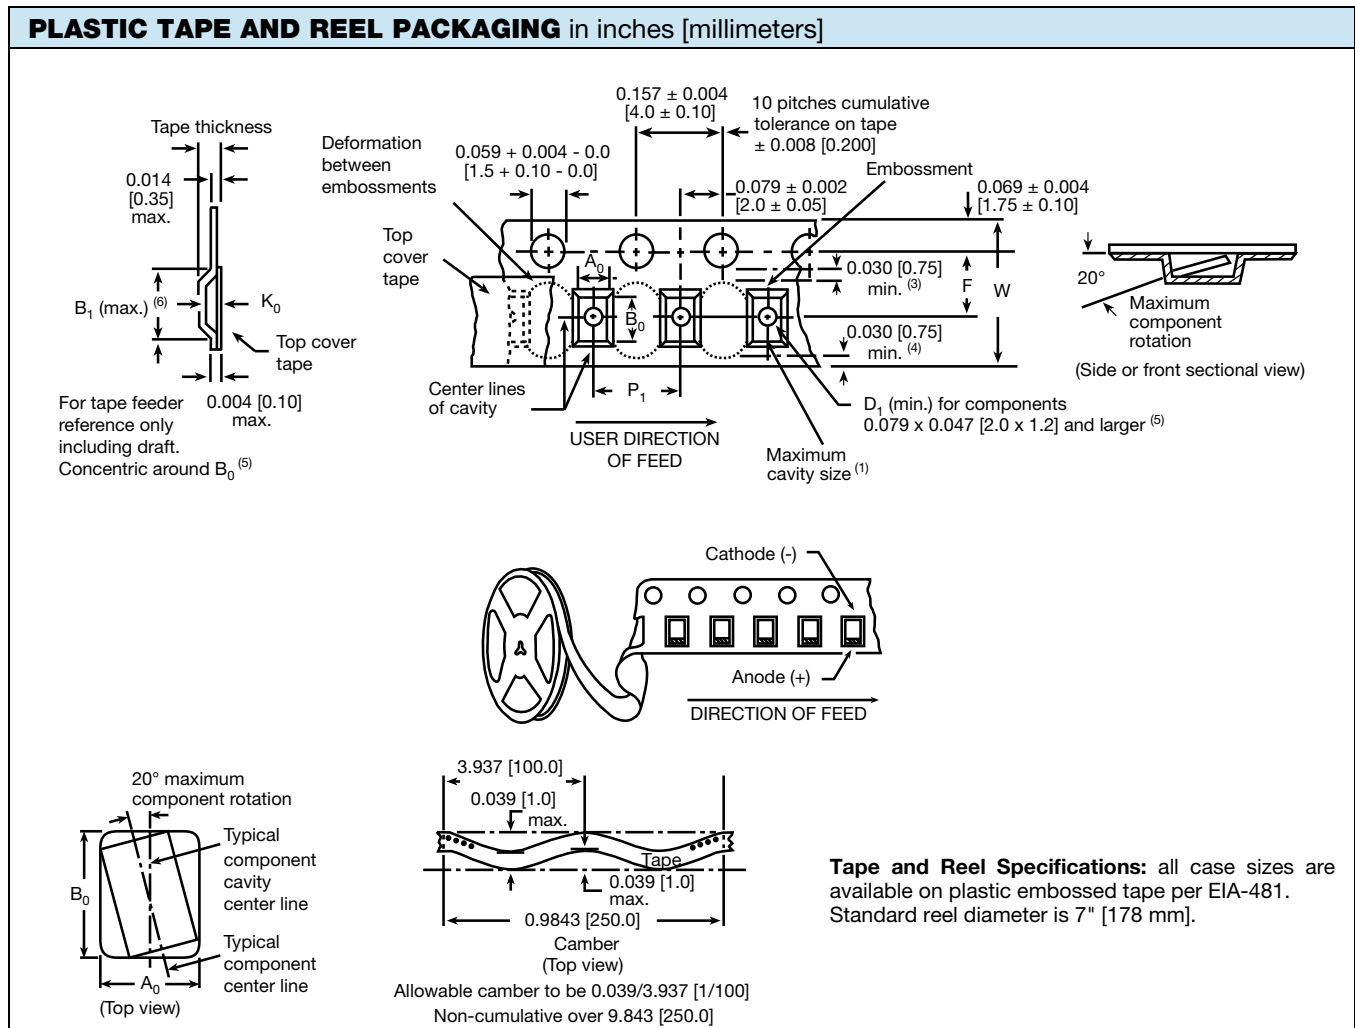 PLASTIC TAPE AND REEL PACKAGING in inches [millimeters]
Tape thickness
0.014
[0.35]
max.
B1 (max.) (6)
K0
Top cover
tape
For tape feeder
reference only
including draft.
Concentric around B0 (5)
0.004 [0.10]
max.
Deformation
between
embossments
Top
cover
tape
0.059 + 0.004 - 0.0
[1.5 + 0.10 - 0.0]
0.157 ± 0.004
[4.0 ± 0.10]
10 pitches cumulative
tolerance on tape
± 0.008 [0.200]
Embossment
0.079 ± 0.002
[2.0 ± 0.05]
0.069 ± 0.004
[1.75 ± 0.10]
A0
B0
0.030 [0.75]
min. (3)
F
W
0.030 [0.75]
min. (4)
Center lines
of cavity
P1
USER DIRECTION
OF FEED
D1 (min.) for components
0.079 x 0.047 [2.0 x 1.2] and larger (5)
Maximum
cavity size (1)
20°
Maximum
component
rotation
(Side or front sectional view)
Cathode (-)
Anode (+)
DIRECTION OF FEED
20° maximum
component rotation
Typical
component
cavity
center line
B0
Typical
component
center line
A0
(Top view)
3.937 [100.0]
0.039 [1.0]
max.
Tape
0.039 [1.0]
max.
0.9843 [250.0]
Camber
(Top view)
Allowable camber to be 0.039/3.937 [1/100]
Non-cumulative over 9.843 [250.0]
Tape and Reel Specifications: all case sizes are
available on plastic embossed tape per EIA-481.
Standard reel diameter is 7" [178 mm].